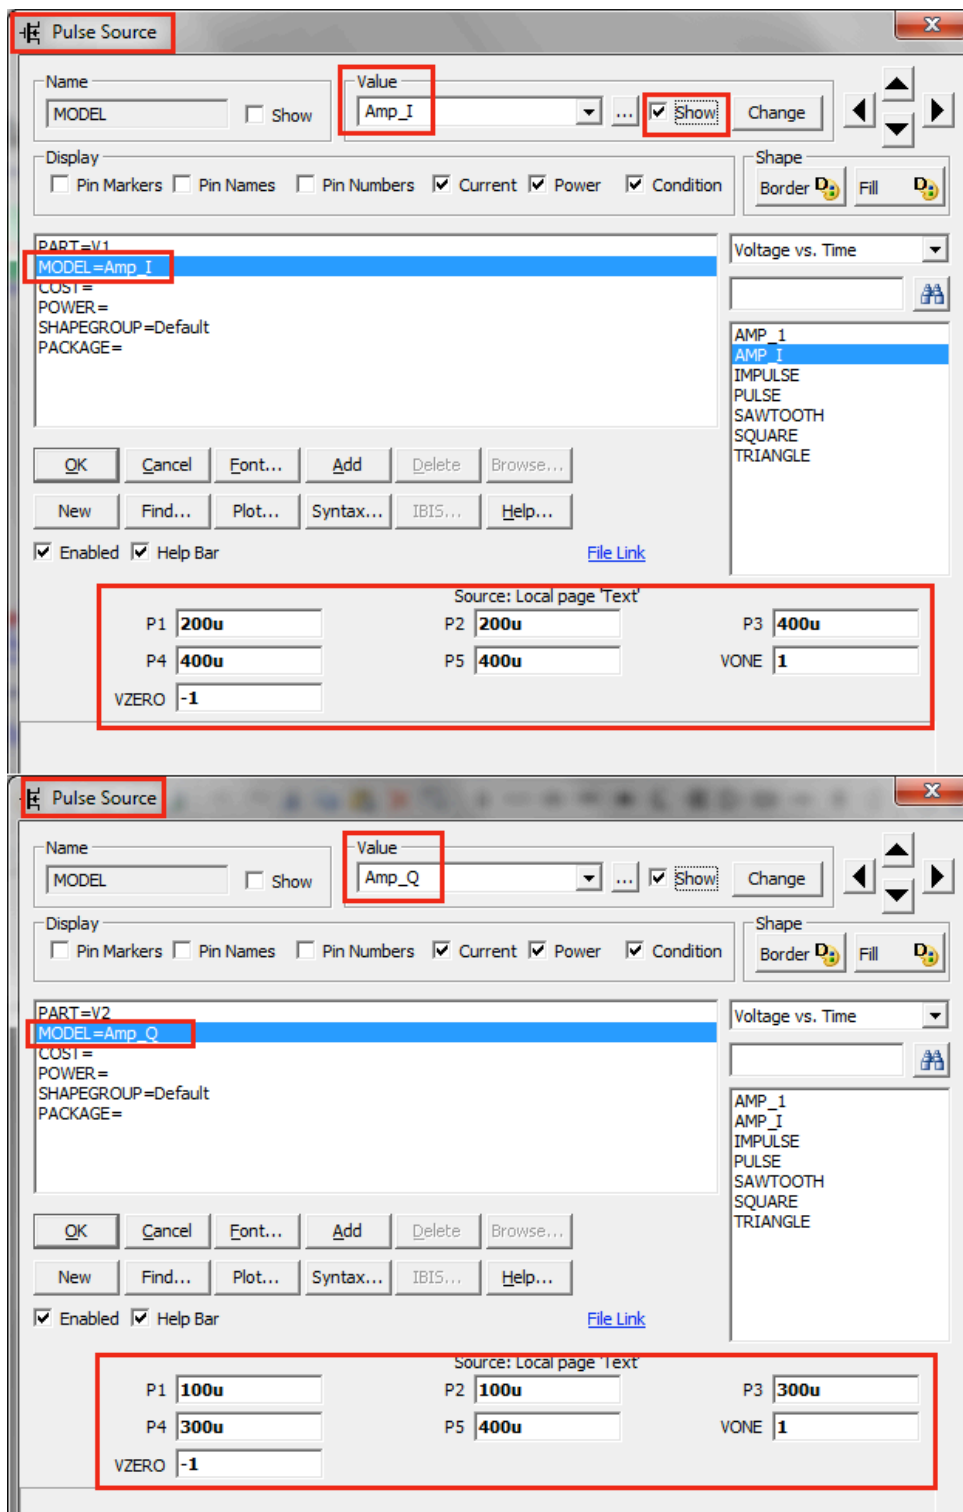 Pulse Source
Name
Value
MODEL
Show
Amp_I
...
Show
Change
Display
Shape
Pin Markers
Pin Names
Pin Numbers
Current
Power
Condition
Border
Fill
PART=V1
MODEL=Amp_I
COST=
POWER=
SHAPEGROUP=Default
PACKAGE=
Voltage vs. Time
AMP_1
AMP_I
IMPULSE
PULSE
SAWTOOTH
SQUARE
TRIANGLE
OK
Cancel
Font...
Add
Delete
Browse...
New
Find...
Plot...
Syntax...
IBIS...
Help...
Enabled
Help Bar
File Link
Source: Local page 'Text'
P1 200u
P2 200u
P3 400u
P4 400u
P5 400u
VONE 1
VZERO -1
Pulse Source
Name
Value
MODEL
Show
Amp_Q
...
Show
Change
Display
Shape
Pin Markers
Pin Names
Pin Numbers
Current
Power
Condition
Border
Fill
PART=V2
MODEL=Amp_Q
COST=
POWER=
SHAPEGROUP=Default
PACKAGE=
Voltage vs. Time
AMP_1
AMP_I
IMPULSE
PULSE
SAWTOOTH
SQUARE
TRIANGLE
OK
Cancel
Font...
Add
Delete
Browse...
New
Find...
Plot...
Syntax...
IBIS...
Help...
Enabled
Help Bar
File Link
Source: Local page 'Text'
P1 100u
P2 100u
P3 300u
P4 300u
P5 400u
VONE 1
VZERO -1